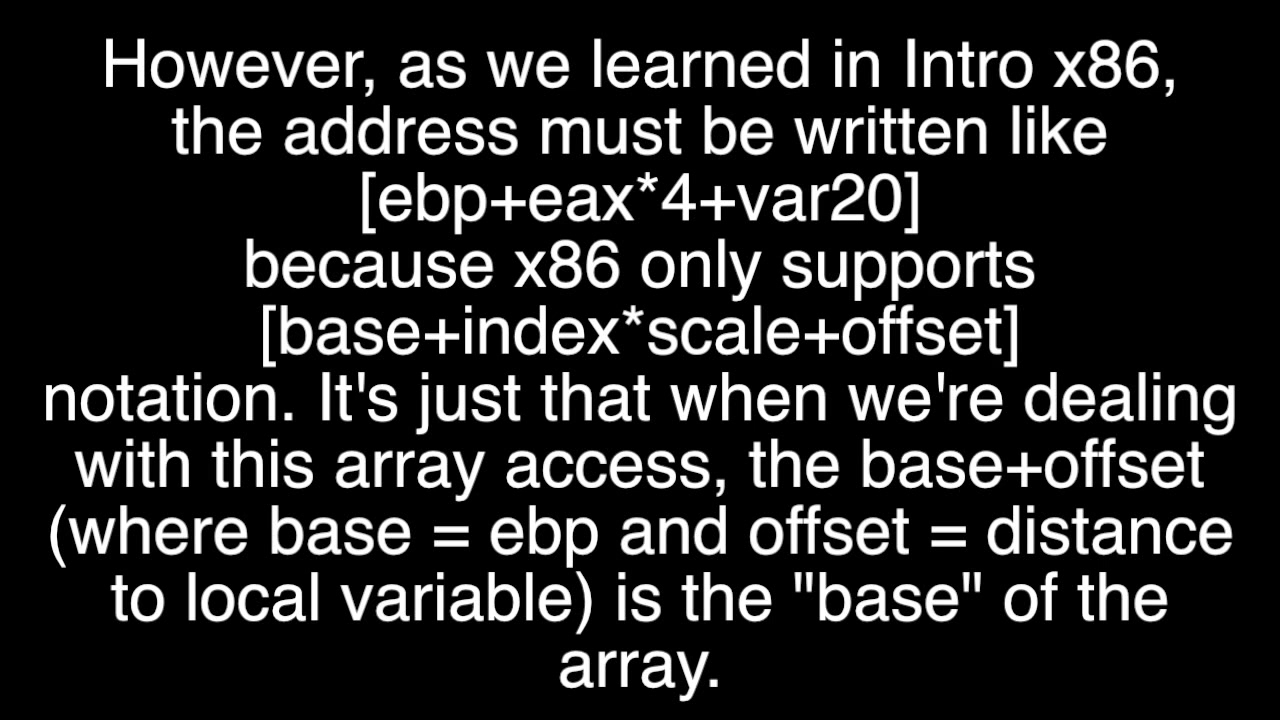 However, as we learned in Intro x86,
the address must be written like
[ebp+eax*4+var20]
because x86 only supports
[base+index*scale+offset]
notation. It's just that when we're dealing
with this array access, the base+offset
(where base = ebp and offset = distance
to local variable) is the "base" of the
array.